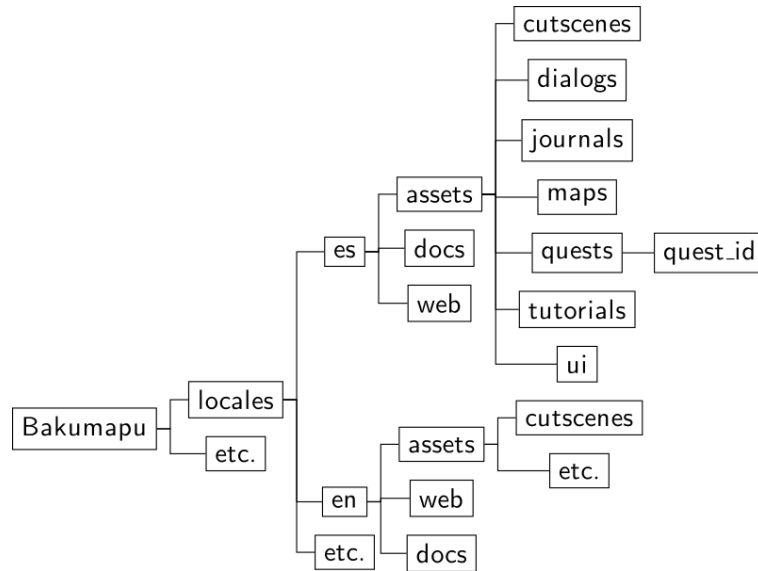 cutscenes
dialogs
journals
assets
maps
es
docs
quests
quest_id
web
tutorials
ui
locales
Bakumapu
etc.
assets
cutscenes
etc.
en
web
etc.
docs